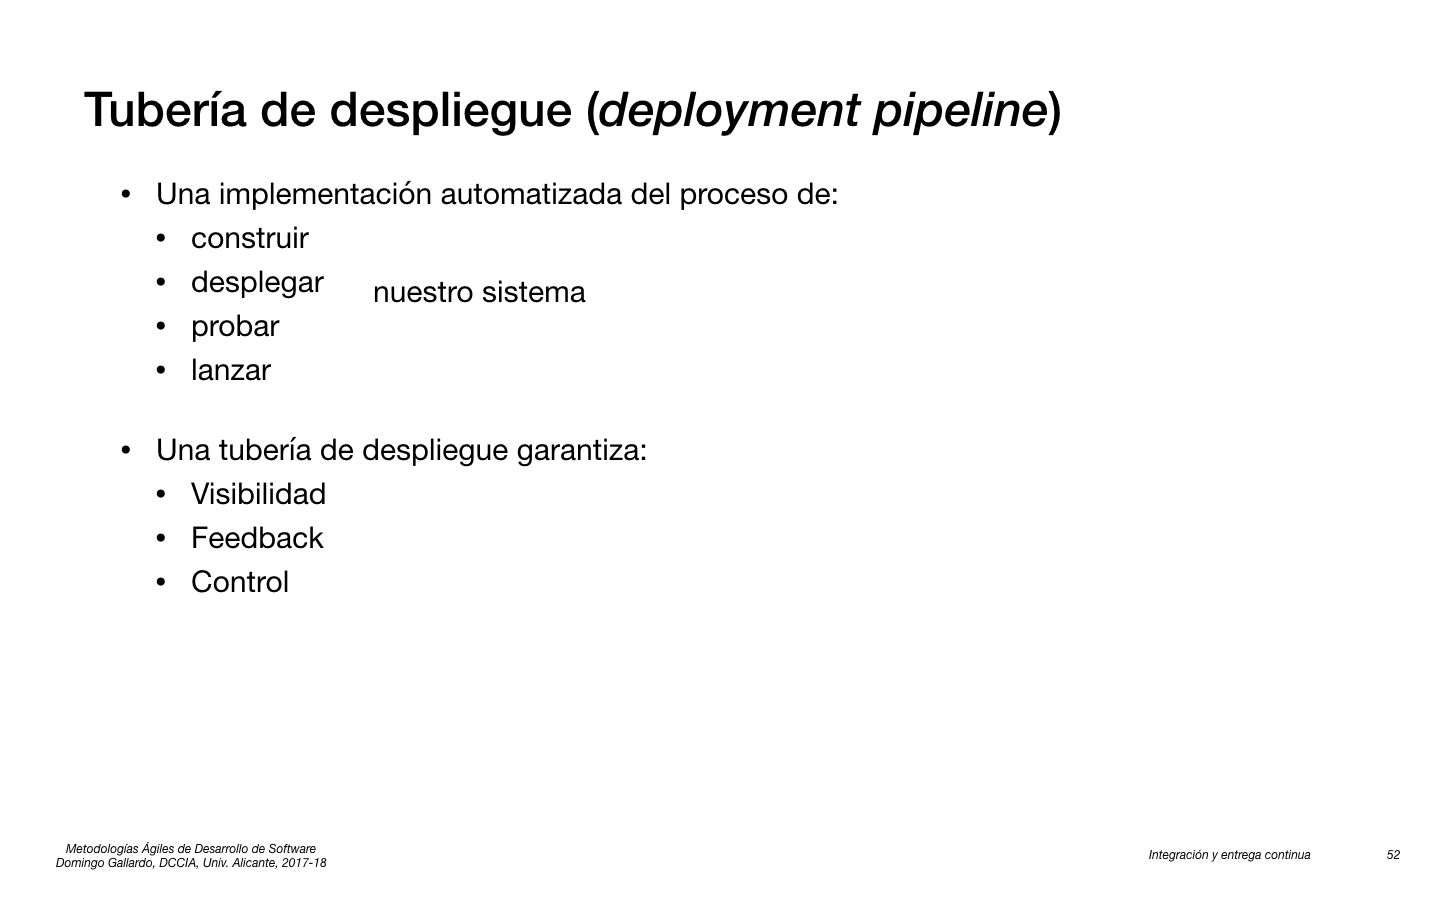 Tubería de despliegue (deployment pipeline)
• Una implementación automatizada del proceso de:
• construir
• desplegar
nuestro sistema
• probar
• lanzar
• Una tubería de despliegue garantiza:
• Visibilidad
• Feedback
• Control
Metodologías Ágiles de Desarrollo de Software
Domingo Gallardo, DCCIA, Univ. Alicante, 2017-18
Integración y entrega continua 52